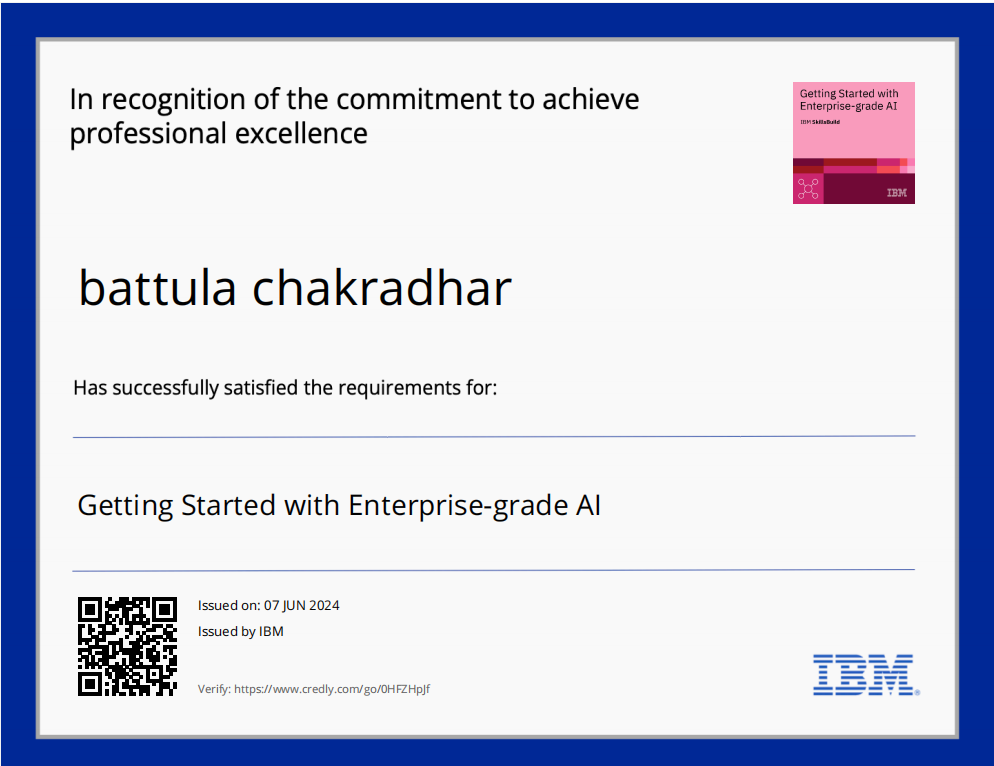 In recognition of the commitment to achieve
professional excellence
Getting Started with
Enterprise-grade AI
IBM SkillsBuild
IBM
battula chakradhar
Has successfully satisfied the requirements for:
Getting Started with Enterprise-grade AI
Issued on: 07 JUN 2024
Issued by IBM
Verify: https://www.credly.com/go/0HFZHpJf
IBM®